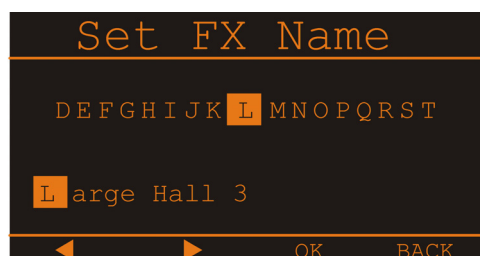 Set FX Name
DEFGHIJKLMNOPQRST
Large Hall 3
◀ ▶ OK BACK